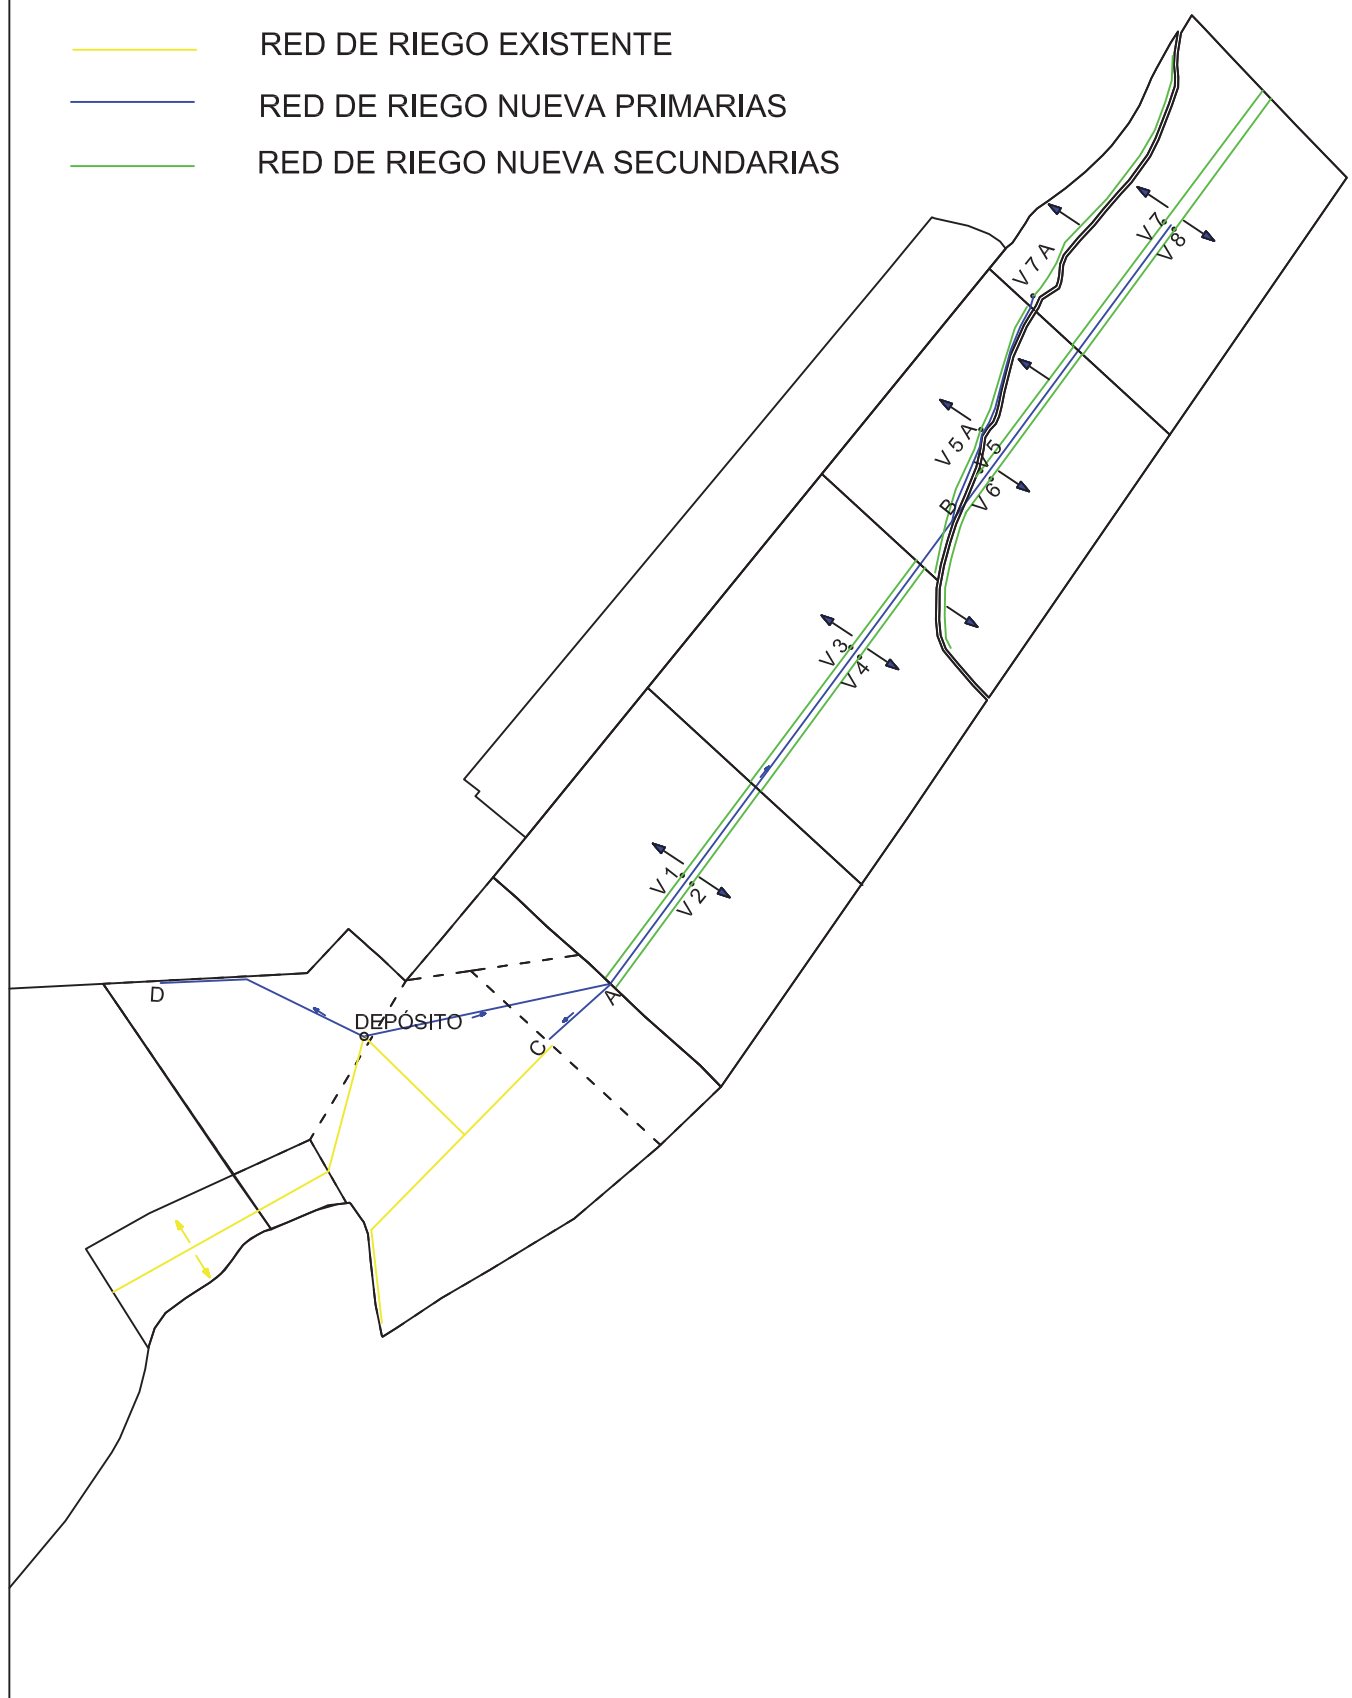 RED DE RIEGO EXISTENTE
RED DE RIEGO NUEVA PRIMARIAS
RED DE RIEGO NUEVA SECUNDARIAS
V 7
V 8
V 7 A
V 5 A
V 5
V 6
B
V 3
V 4
V 1
V 2
D
A
DEPÓSITO
C